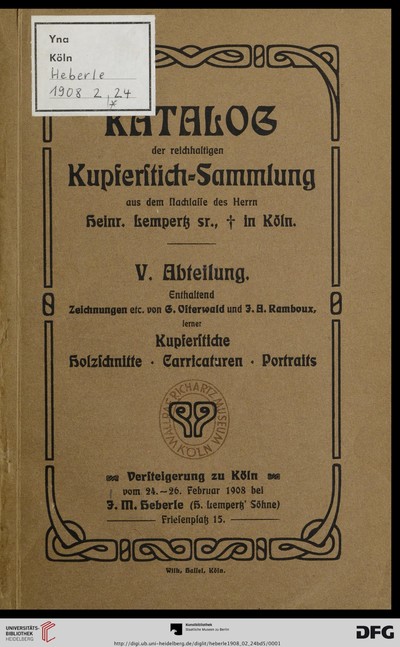 Yna
Köln
Heberle
1908 2, 24
*
KATALOG
der reichhaltigen
Kupferstich-Sammlung
aus dem Nachlasse des Herrn
Heinr. Lempertz sr., † in Köln.
V. Abteilung.
Enthaltend
Zeichnungen etc. von G. Osterwald und J. A. Ramboux,
ferner
Kupferstiche
Holzschnitte · Carricaturen · Portraits
WALLRAF RICHARTZ MUSEUM
KÖLN
Versteigerung zu Köln
vom 24.–26. Februar 1908 bei
J. M. Heberle (H. Lempertz' Söhne)
Friesenplatz 15.
Wilh. Hassel, Köln.
UNIVERSITÄTS-
BIBLIOTHEK
HEIDELBERG
Kunstbibliothek
Staatliche Museen zu Berlin
DFG
http://digi.ub.uni-heidelberg.de/diglit/heberle1908_02_24bd5/0001